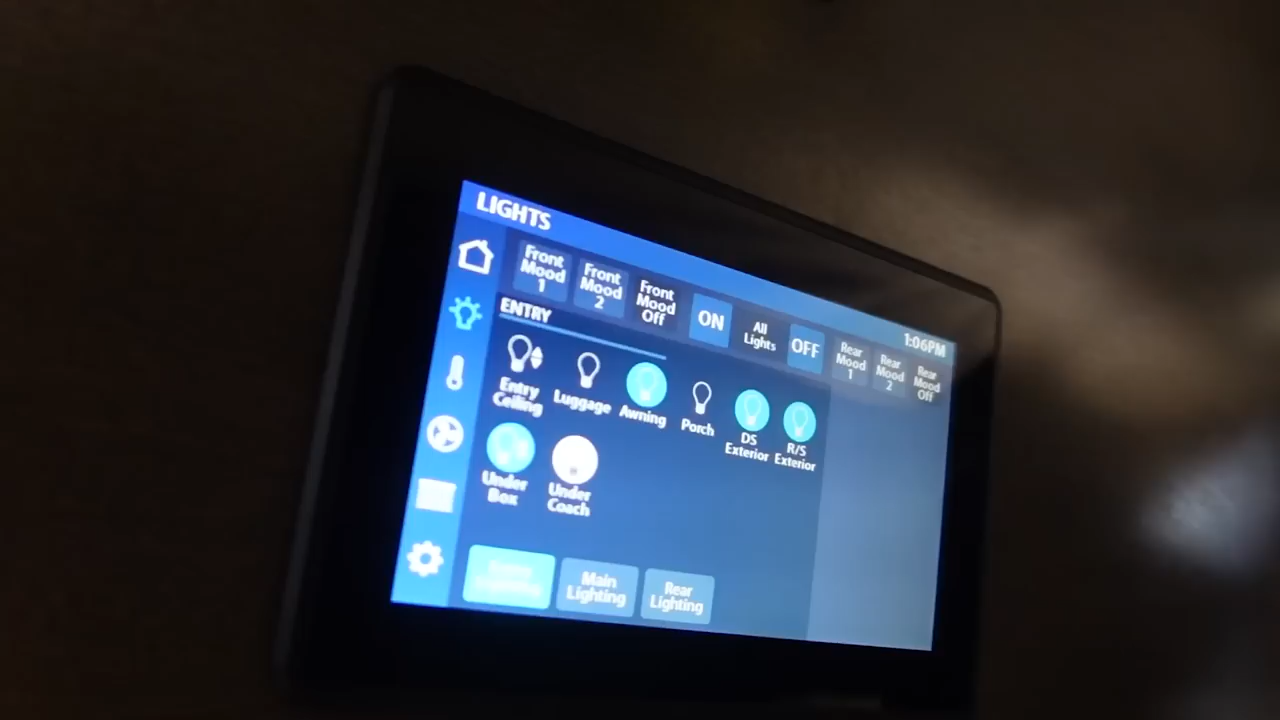 LIGHTS
1:06PM
Front
Mood
1
Front
Mood
2
Front
Mood
Off
ON
All
Lights
OFF
Rear
Mood
1
Rear
Mood
2
Rear
Mood
Off
ENTRY
Entry
Ceiling
Luggage
Awning
Porch
DS
Exterior
R/S
Exterior
Under
Box
Under
Coach
Main
Lighting
Rear
Lighting